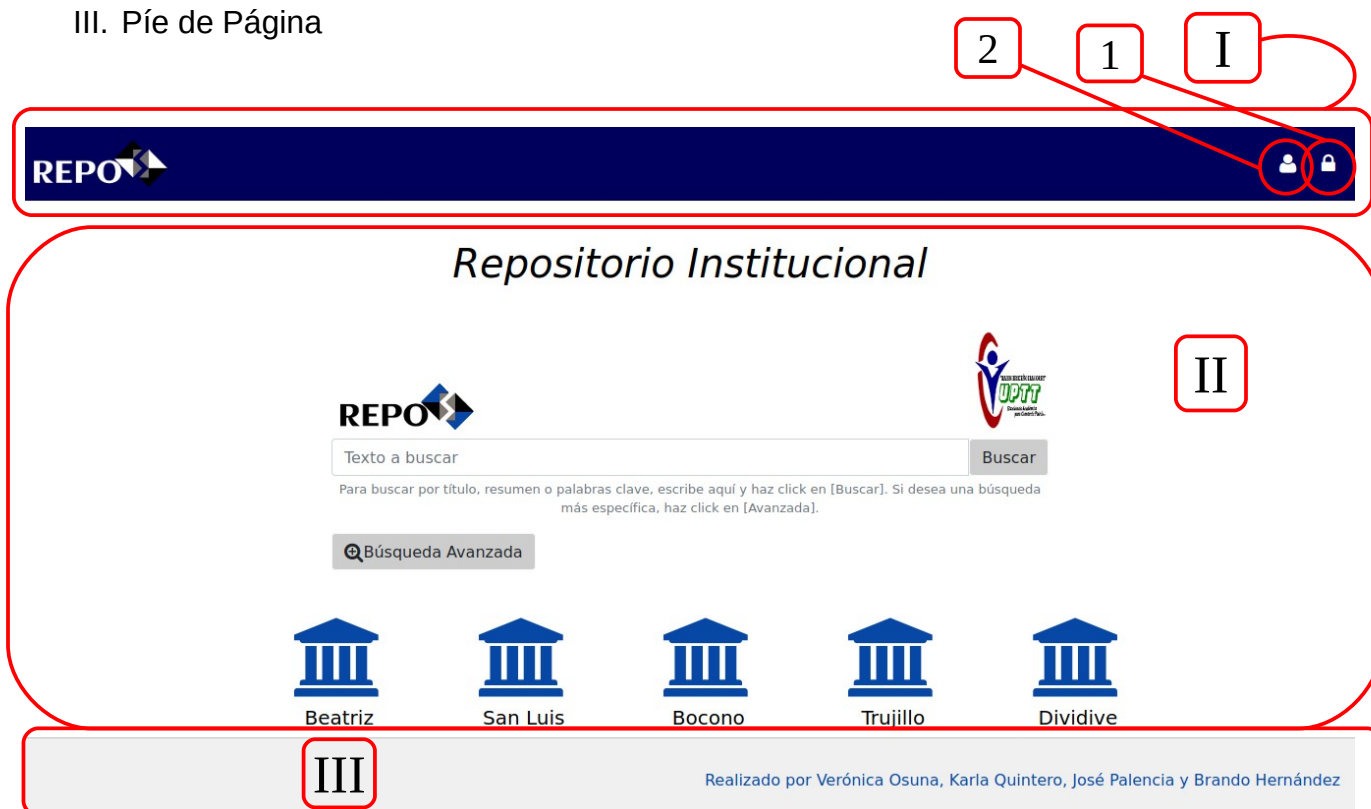 III. Píe de Página
2
1
I
REPO
Repositorio Institucional
II
REPO
UPTT
Texto a buscar
Buscar
Para buscar por título, resumen o palabras clave, escribe aquí y haz click en [Buscar]. Si desea una búsqueda
más específica, haz click en [Avanzada].
Búsqueda Avanzada
Beatriz
San Luis
Bocono
Trujillo
Dividive
III
Realizado por Verónica Osuna, Karla Quintero, José Palencia y Brando Hernández